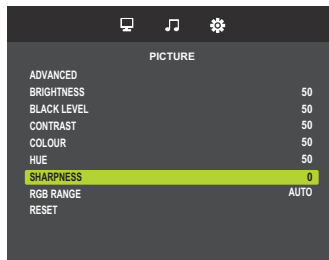 PICTURE
ADVANCED
BRIGHTNESS 50
BLACK LEVEL 50
CONTRAST 50
COLOUR 50
HUE 50
SHARPNESS 0
RGB RANGE AUTO
RESET